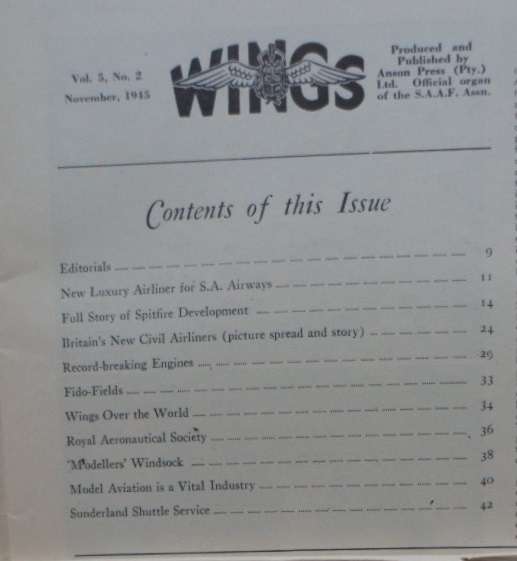 Vol. 5, No. 2
November, 1945
WINGS
Produced and
Published by
Anson Press (Pty.)
Ltd. Official organ
of the S.A.A.F. Assn.
Contents of this Issue
Editorials 9
New Luxury Airliner for S.A. Airways 11
Full Story of Spitfire Development 14
Britain's New Civil Airliners (picture spread and story) 24
Record-breaking Engines 29
Fido-Fields 33
Wings Over the World 34
Royal Aeronautical Society 36
'Modellers' Windsock 38
Model Aviation is a Vital Industry 40
Sunderland Shuttle Service 42